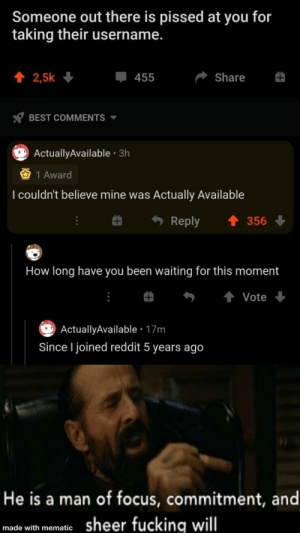 Someone out there is pissed at you for
taking their username.
2,5k 455 Share
BEST COMMENTS
ActuallyAvailable • 3h
1 Award
I couldn't believe mine was Actually Available
Reply 356
How long have you been waiting for this moment
Vote
ActuallyAvailable • 17m
Since I joined reddit 5 years ago
He is a man of focus, commitment, and
sheer fucking will
made with mematic